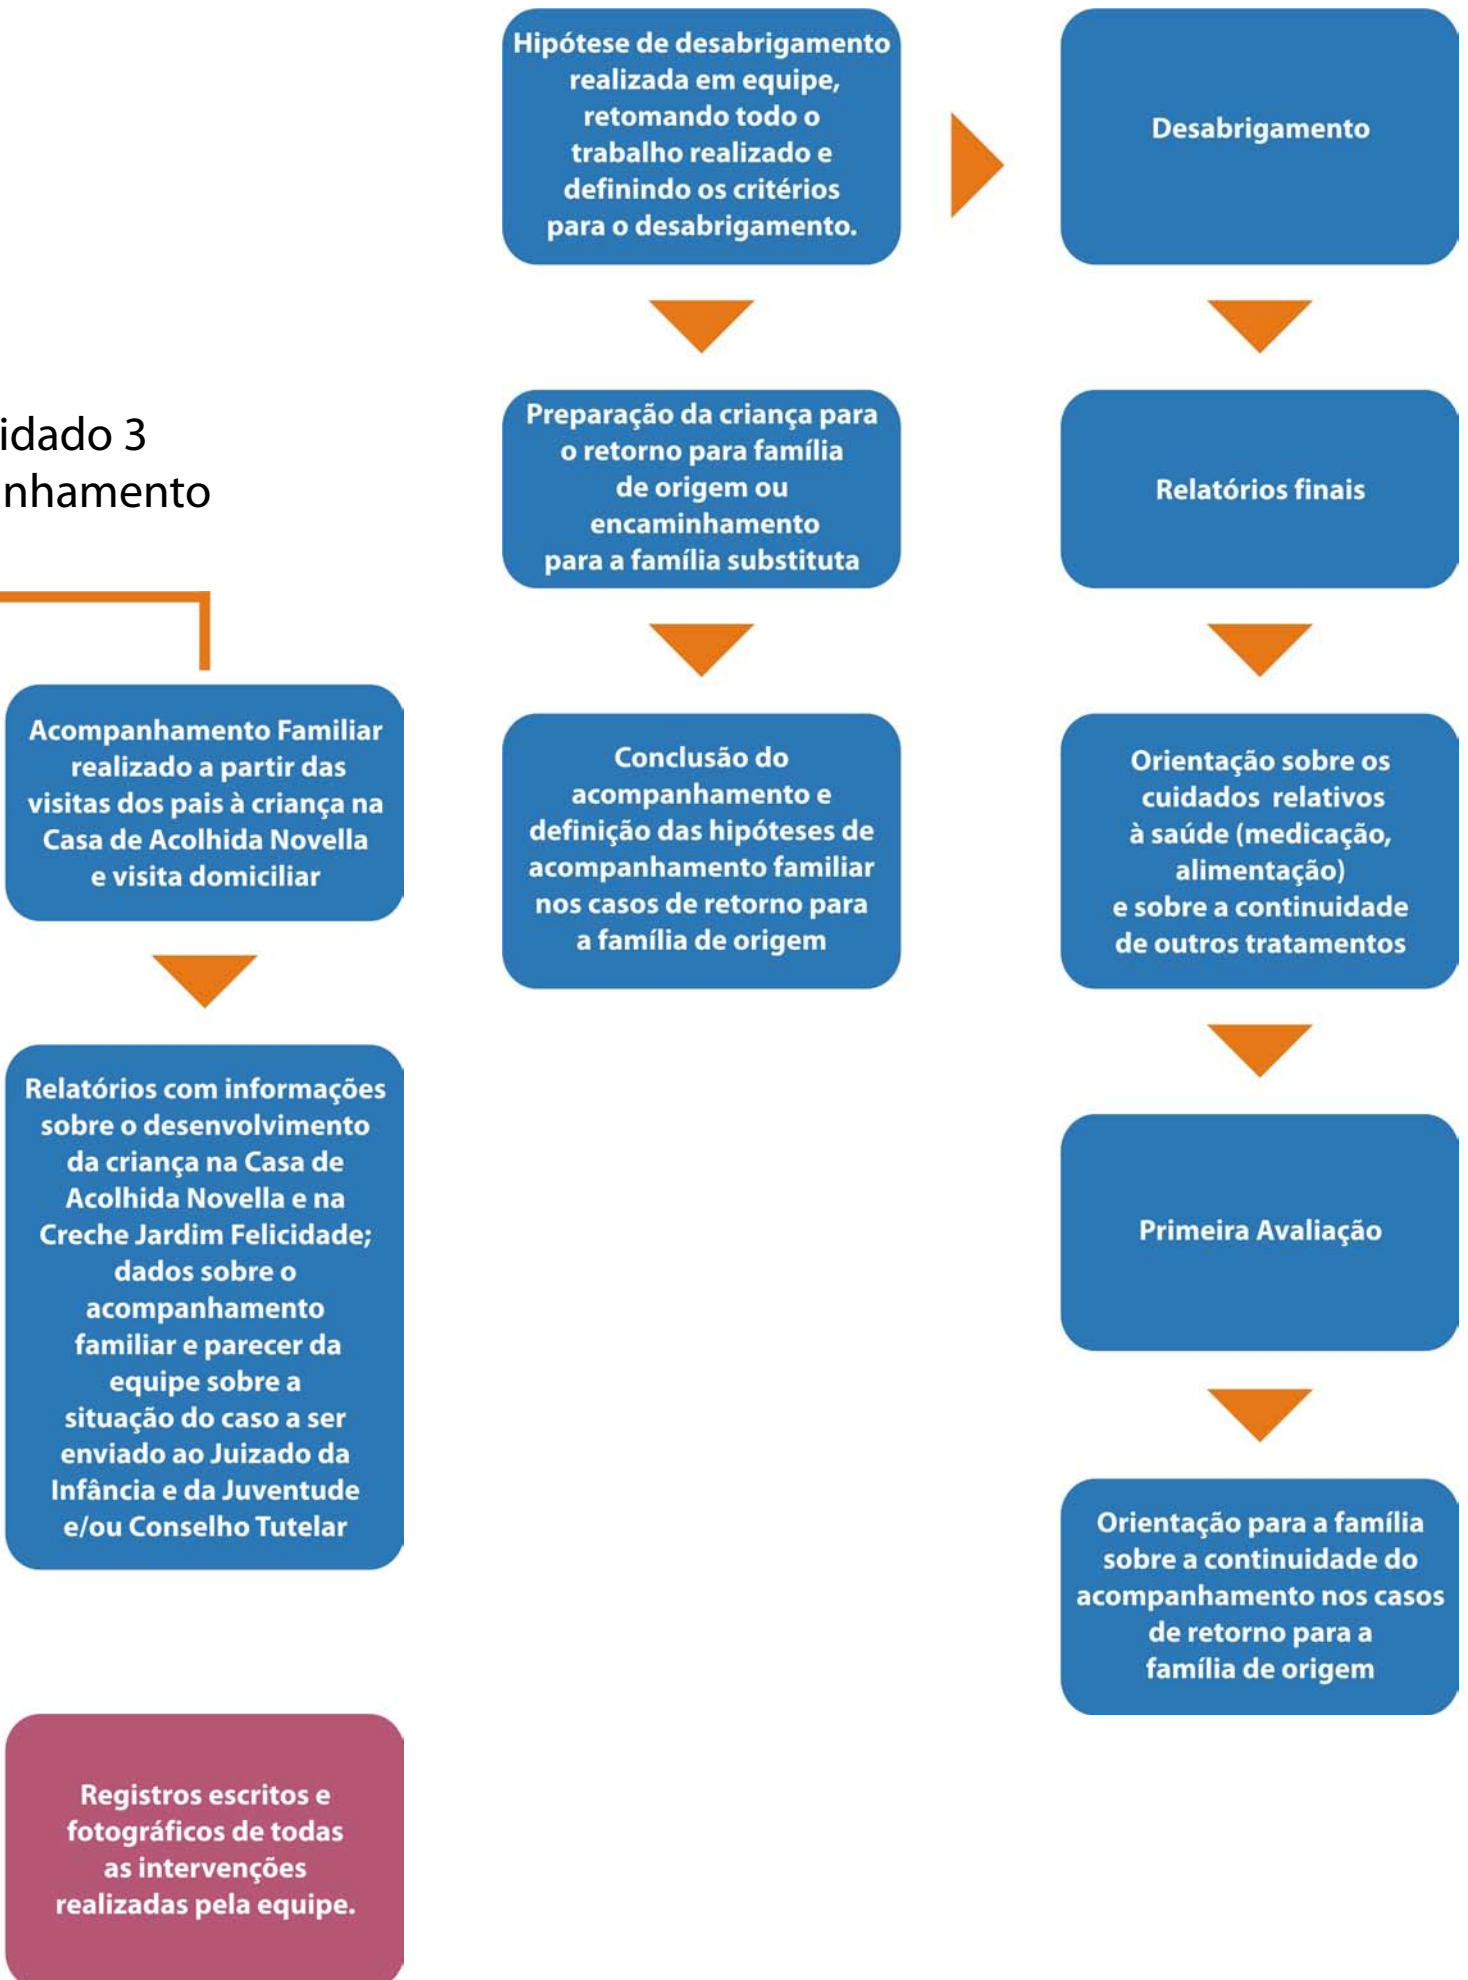 idado 3
nhamento
Acompanhamento Familiar
realizado a partir das
visitas dos pais à criança na
Casa de Acolhida Novella
e visita domiciliar
Relatórios com informações
sobre o desenvolvimento
da criança na Casa de
Acolhida Novella e na
Creche Jardim Felicidade;
dados sobre o
acompanhamento
familiar e parecer da
equipe sobre a
situação do caso a ser
enviado ao Juizado da
Infância e da Juventude
e/ou Conselho Tutelar
Registros escritos e
fotográficos de todas
as intervenções
realizadas pela equipe.
Hipótese de desabrigamento
realizada em equipe,
retomando todo o
trabalho realizado e
definindo os critérios
para o desabrigamento.
Preparação da criança para
o retorno para família
de origem ou
encaminhamento
para a família substituta
Conclusão do
acompanhamento e
definição das hipóteses de
acompanhamento familiar
nos casos de retorno para
a família de origem
Desabrigamento
Relatórios finais
Orientação sobre os
cuidados relativos
à saúde (medicação,
alimentação)
e sobre a continuidade
de outros tratamentos
Primeira Avaliação
Orientação para a família
sobre a continuidade do
acompanhamento nos casos
de retorno para a
família de origem